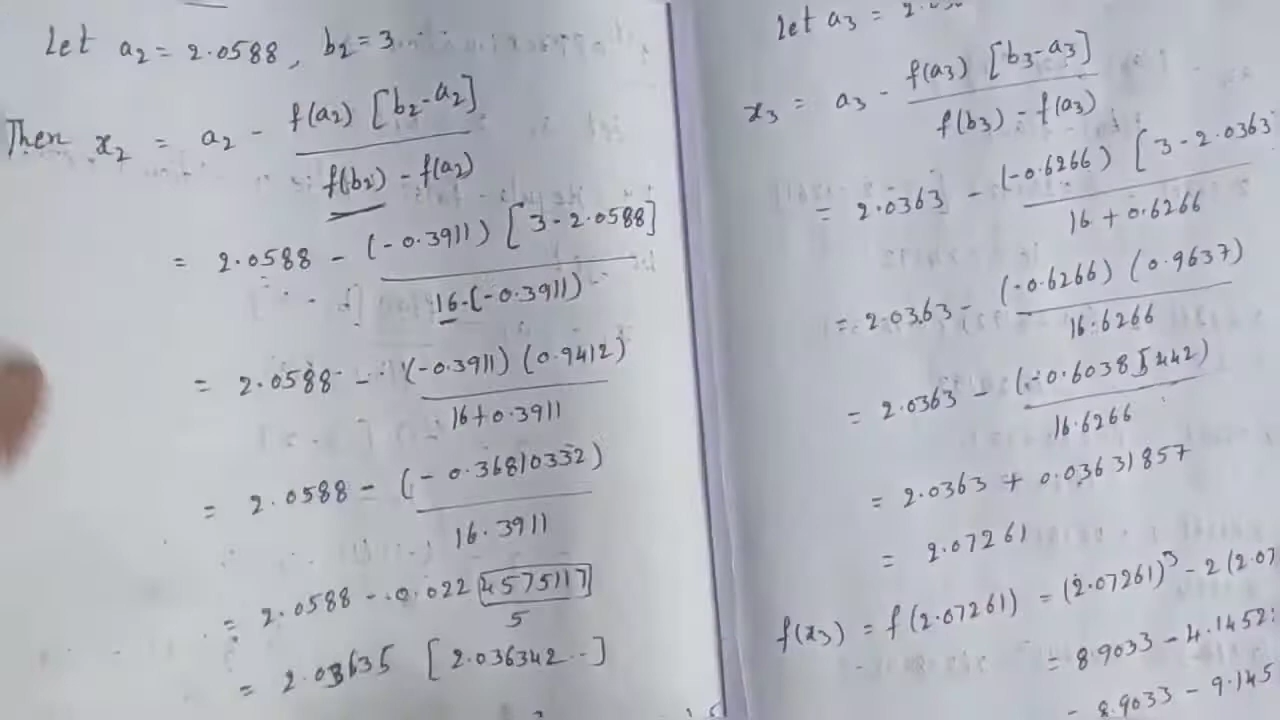 Let a2 = 2.0588, b2 = 3.
Then x2 = a2 - f(a2) [b2-a2]
f(b2) - f(a2)
= 2.0588 - (-0.3911) [3-2.0588]
16-(-0.3911)
= 2.0588 - (-0.3911) (0.9412)
16+0.3911
= 2.0588 - (-0.36810332)
16.3911
= 2.0588 - 0.022 4575117
5
= 2.03635 [2.036342..]
Let a3 =
x3 = a3 - f(a3) [b3-a3]
f(b3) - f(a3)
= 2.0363 - (-0.6266) [3-2.0363
16 + 0.6266
= 2.0363 - (-0.6266) (0.9637)
16.6266
= 2.0363 - (-0.6038 442)
16.6266
= 2.0363 + 0.03631857
= 2.07261
f(x3) = f(2.07261) = (2.07261)3 - 2(2.07
= 8.9033 - 4.1452
- 8.9033 - 9.145